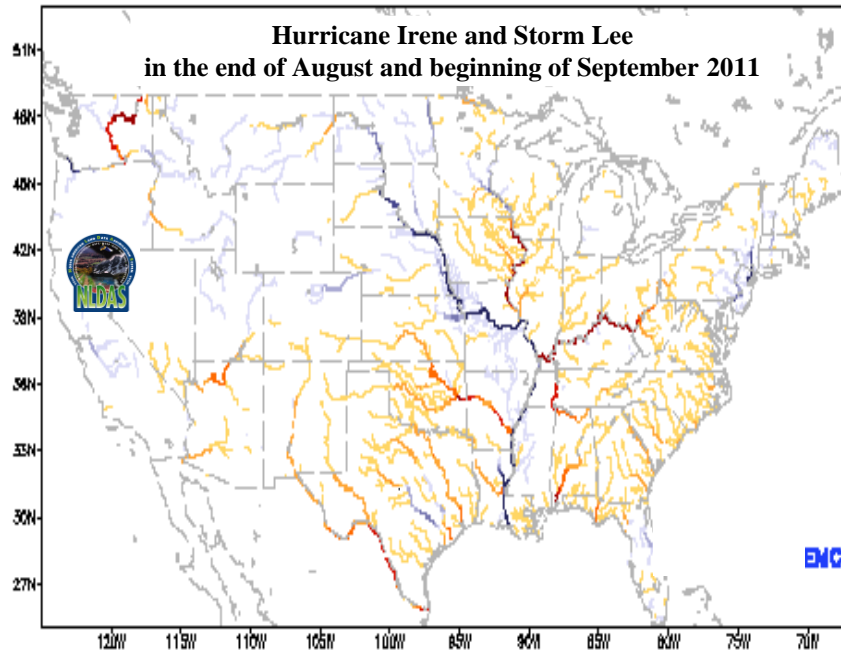 Hurricane Irene and Storm Lee
in the end of August and beginning of September 2011
51N
48N
45N
42N
NLDAS
38N
36N
33N
30N
EMC
27N
120W 115W 110W 105W 100W 95W 90W 85W 80W 75W 70W